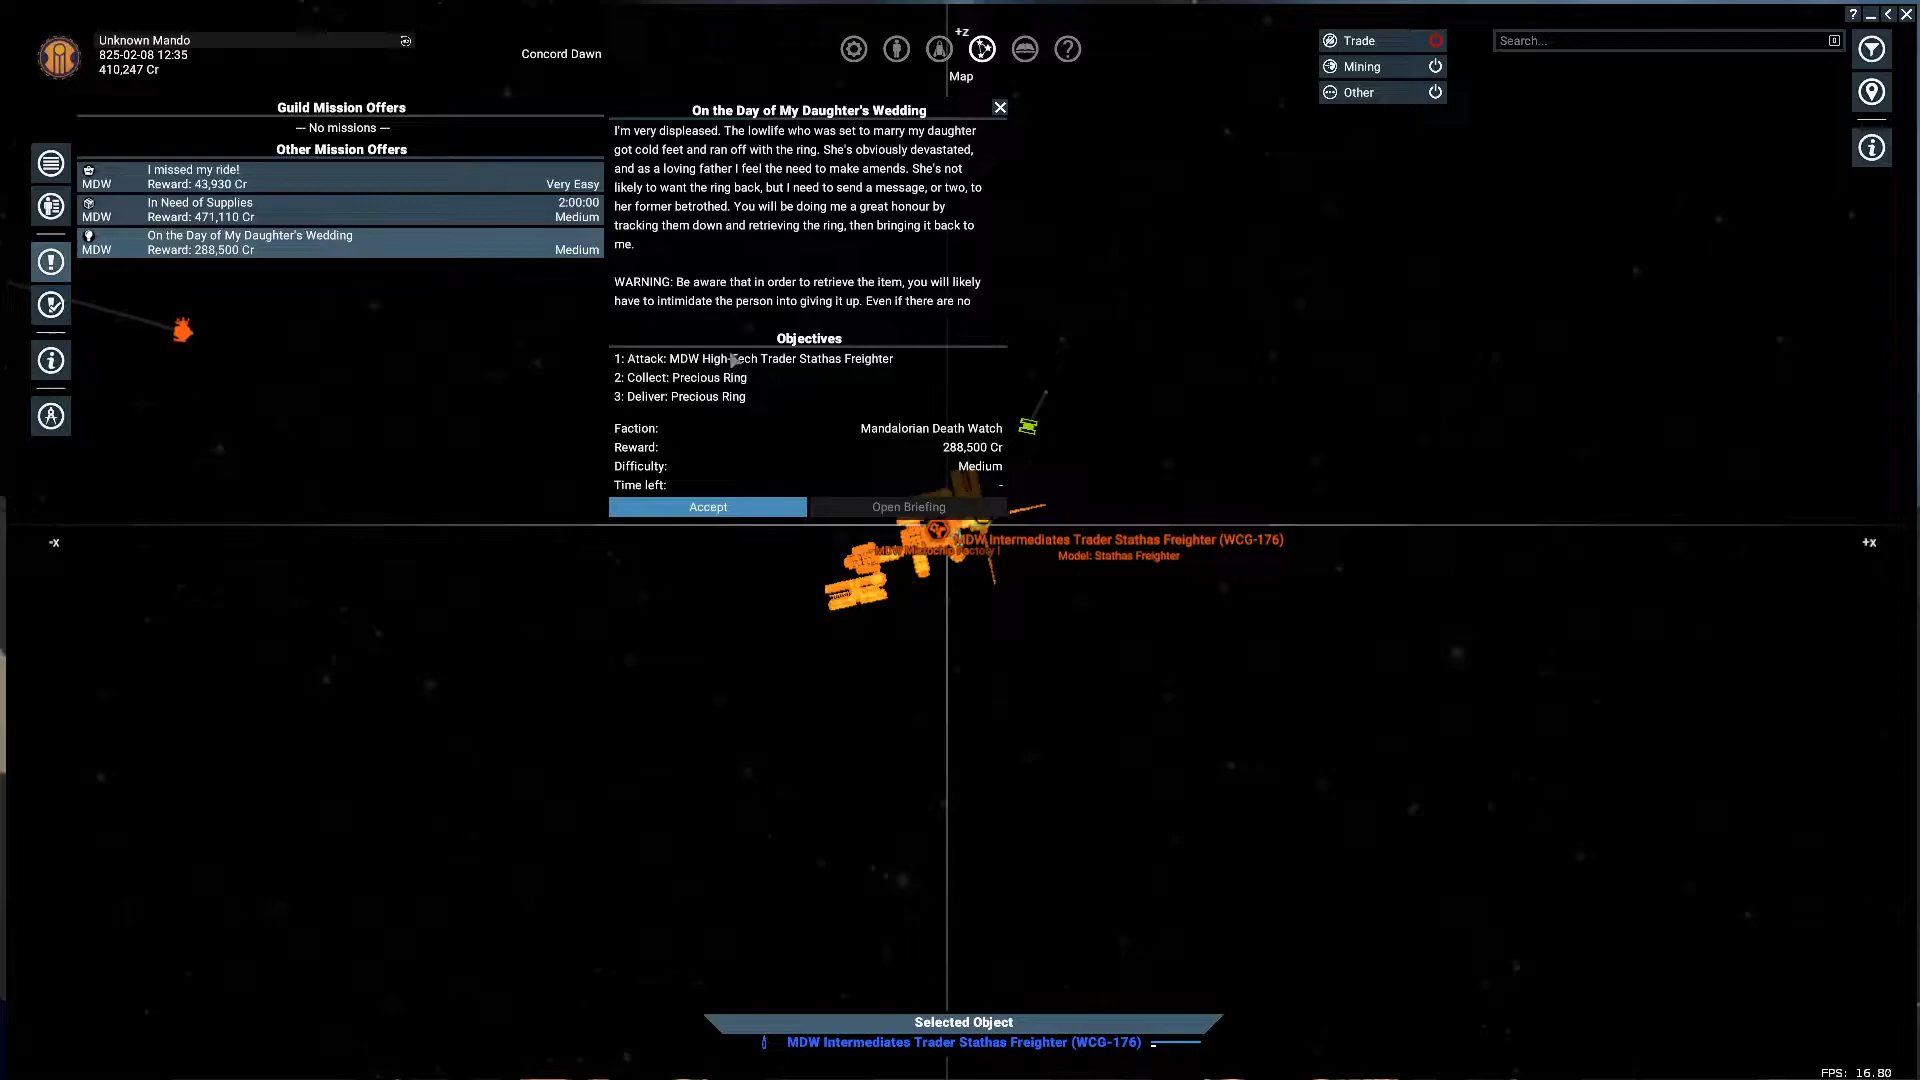 Unknown Mando
825-02-08 12:35
410,247 Cr
Concord Dawn
+z
Map
Trade
Mining
Other
Search...
Guild Mission Offers
— No missions —
Other Mission Offers
I missed my ride!
MDW Reward: 43,930 Cr Very Easy
In Need of Supplies 2:00:00
MDW Reward: 471,110 Cr Medium
On the Day of My Daughter's Wedding
MDW Reward: 288,500 Cr Medium
On the Day of My Daughter's Wedding
I'm very displeased. The lowlife who was set to marry my daughter
got cold feet and ran off with the ring. She's obviously devastated,
and as a loving father I feel the need to make amends. She's not
likely to want the ring back, but I need to send a message, or two, to
her former betrothed. You will be doing me a great honour by
tracking them down and retrieving the ring, then bringing it back to
me.
WARNING: Be aware that in order to retrieve the item, you will likely
have to intimidate the person into giving it up. Even if there are no
Objectives
1: Attack: MDW High Tech Trader Stathas Freighter
2: Collect: Precious Ring
3: Deliver: Precious Ring
Faction: Mandalorian Death Watch
Reward: 288,500 Cr
Difficulty: Medium
Time left: -
Accept
Open Briefing
MDW Intermediates Trader Stathas Freighter (WCG-176)
Model: Stathas Freighter
MDW Microchip Factory I
-x
+x
Selected Object
MDW Intermediates Trader Stathas Freighter (WCG-176)
FPS: 16.80